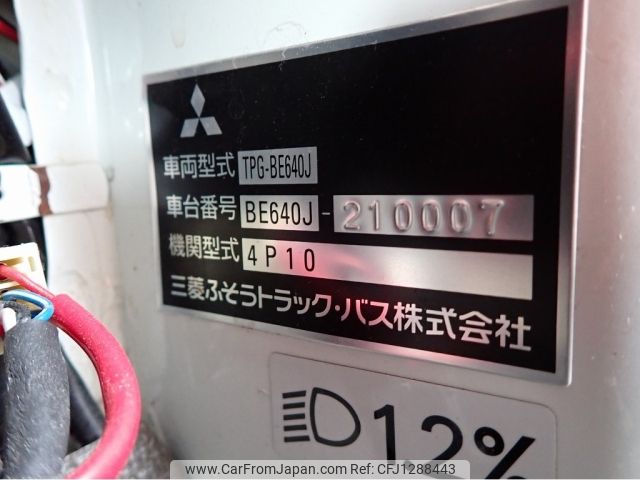 車両型式 TPG-BE640J
車台番号 BE640J-210007
機関型式 4P10
三菱ふそうトラック・バス株式会社
12%
www.CarFromJapan.com | Ref No. CFJ1288443